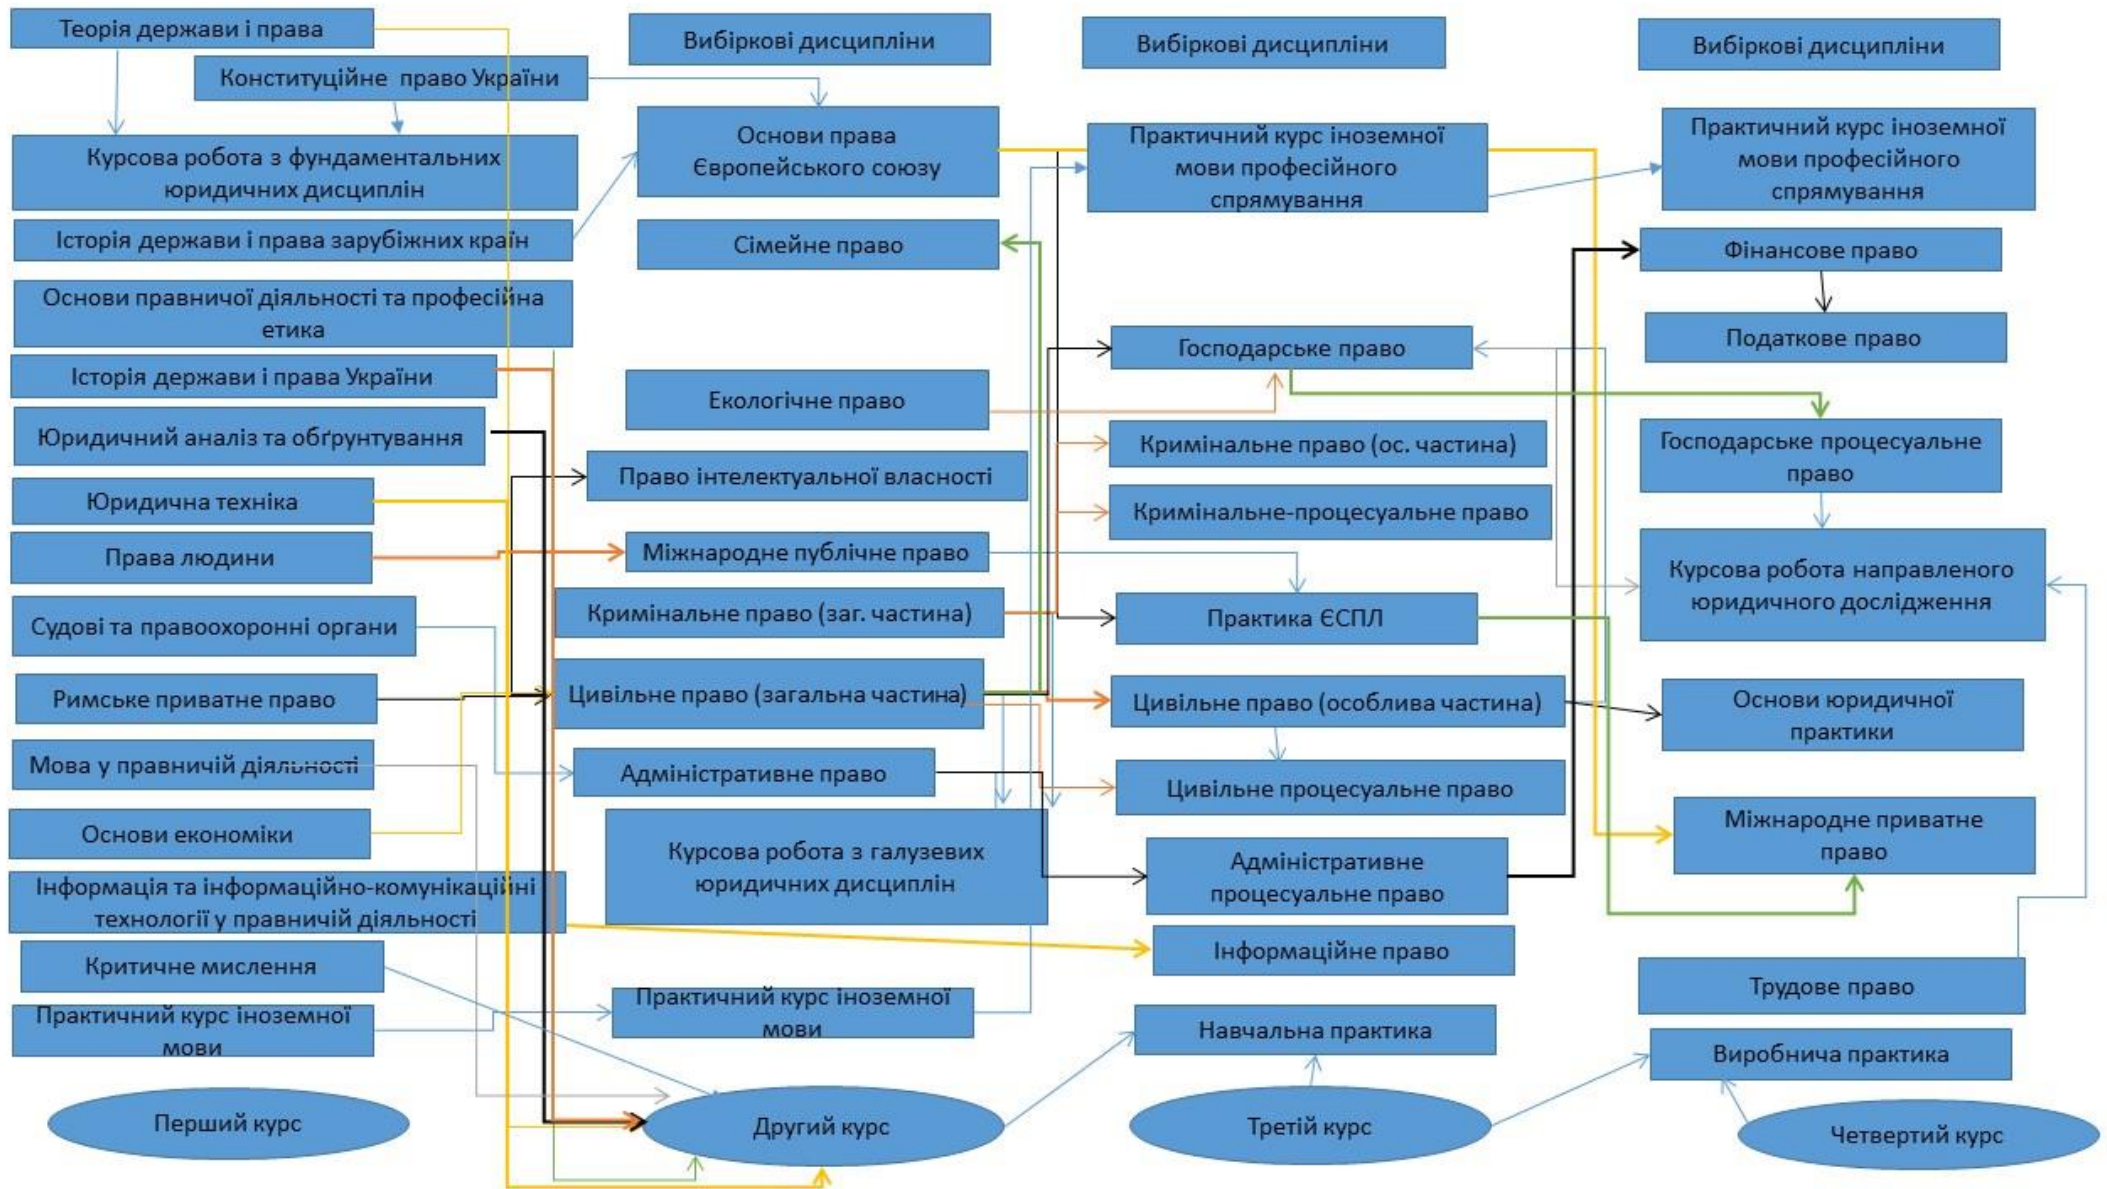 Теорія держави і права
Конституційне право України
Курсова робота з фундаментальних
юридичних дисциплін
Історія держави і права зарубіжних країн
Основи правничої діяльності та професійна
етика
Історія держави і права України
Юридичний аналіз та обґрунтування
Юридична техніка
Права людини
Судові та правоохоронні органи
Римське приватне право
Мова у правничій діяльності
Основи економіки
Інформація та інформаційно-комунікаційні
технології у правничій діяльності
Критичне мислення
Практичний курс іноземної
мови
Перший курс
Вибіркові дисципліни
Основи права
Європейського союзу
Сімейне право
Екологічне право
Право інтелектуальної власності
Міжнародне публічне право
Кримінальне право (заг. частина)
Цивільне право (загальна частина)
Адміністративне право
Курсова робота з галузевих
юридичних дисциплін
Практичний курс іноземної
мови
Другий курс
Вибіркові дисципліни
Практичний курс іноземної
мови професійного
спрямування
Господарське право
Кримінальне право (ос. частина)
Кримінальне-процесуальне право
Практика ЄСПЛ
Цивільне право (особлива частина)
Цивільне процесуальне право
Адміністративне
процесуальне право
Інформаційне право
Навчальна практика
Третій курс
Вибіркові дисципліни
Практичний курс іноземної
мови професійного
спрямування
Фінансове право
Податкове право
Господарське процесуальне
право
Курсова робота направленого
юридичного дослідження
Основи юридичної
практики
Міжнародне приватне
право
Трудове право
Виробнича практика
Четвертий курс